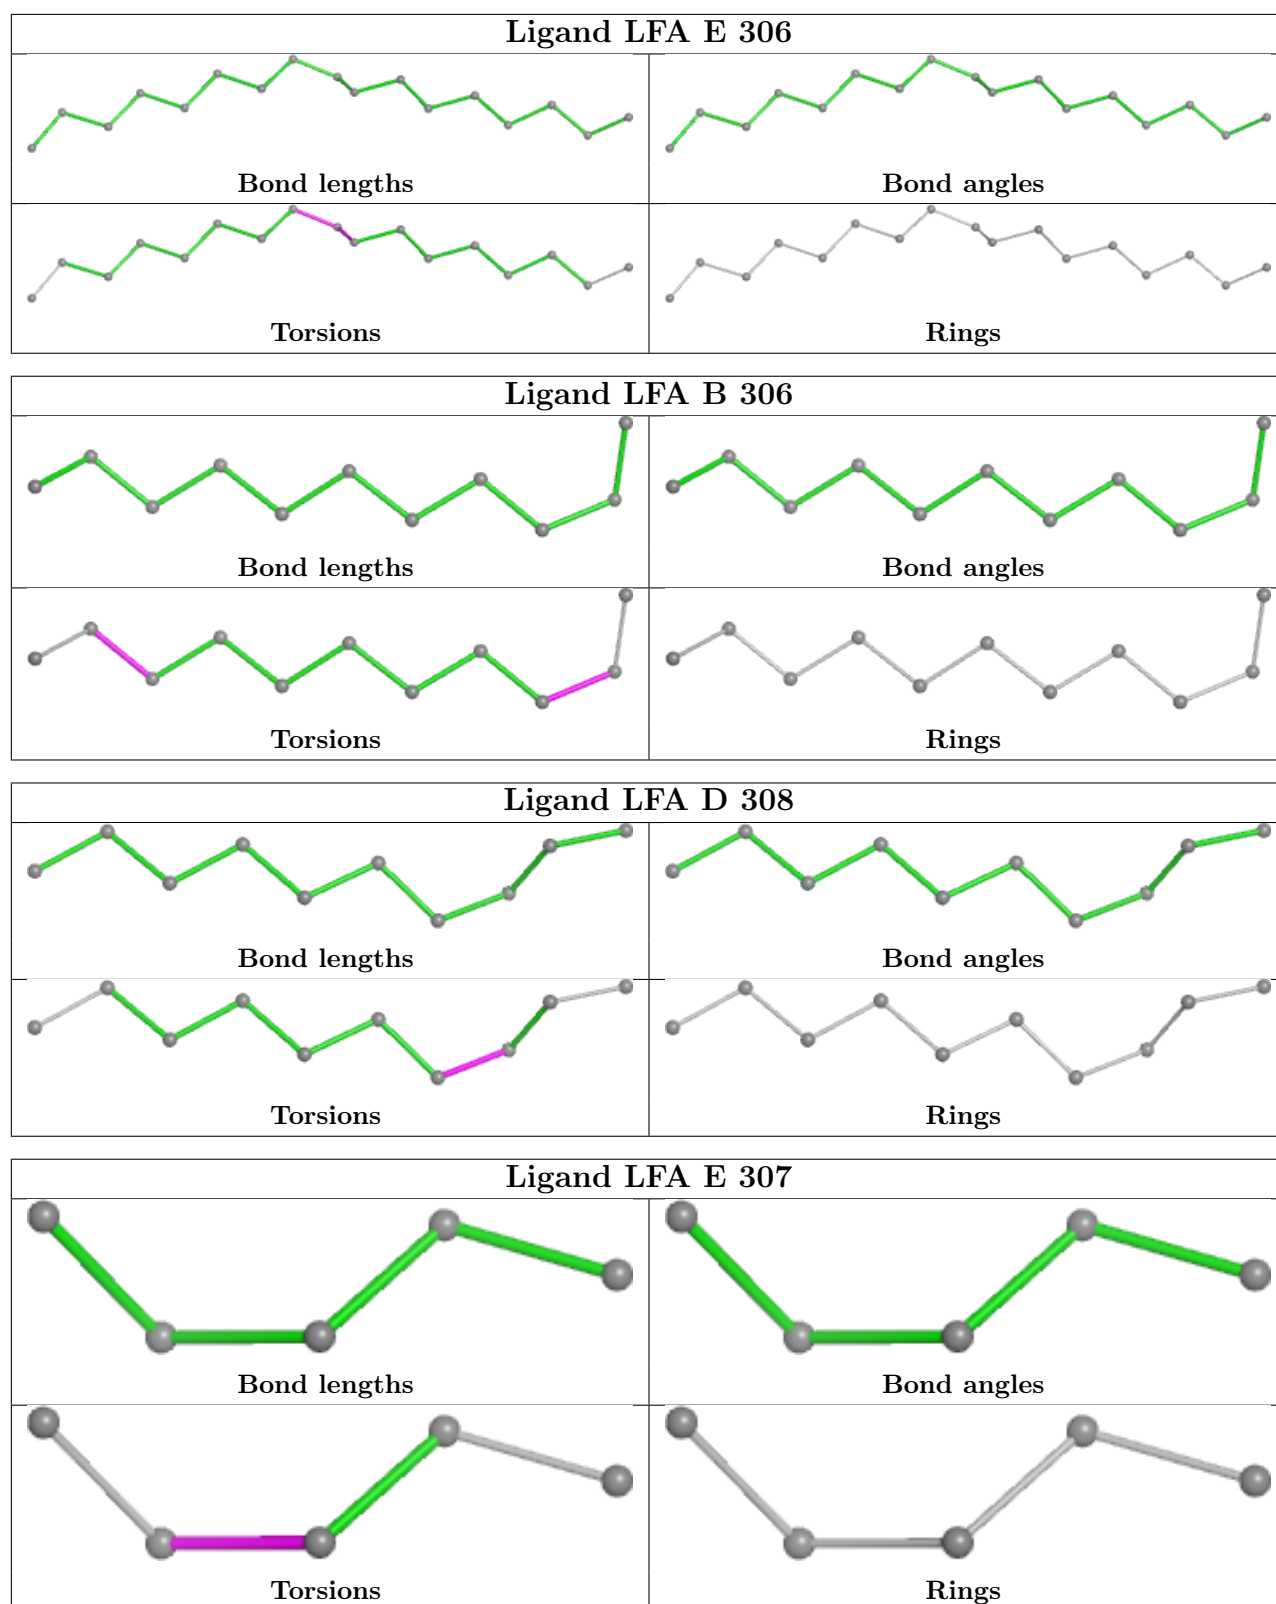 Ligand LFA E 306
Bond lengths
Bond angles
Torsions
Rings
Ligand LFA B 306
Bond lengths
Bond angles
Torsions
Rings
Ligand LFA D 308
Bond lengths
Bond angles
Torsions
Rings
Ligand LFA E 307
Bond lengths
Bond angles
Torsions
Rings